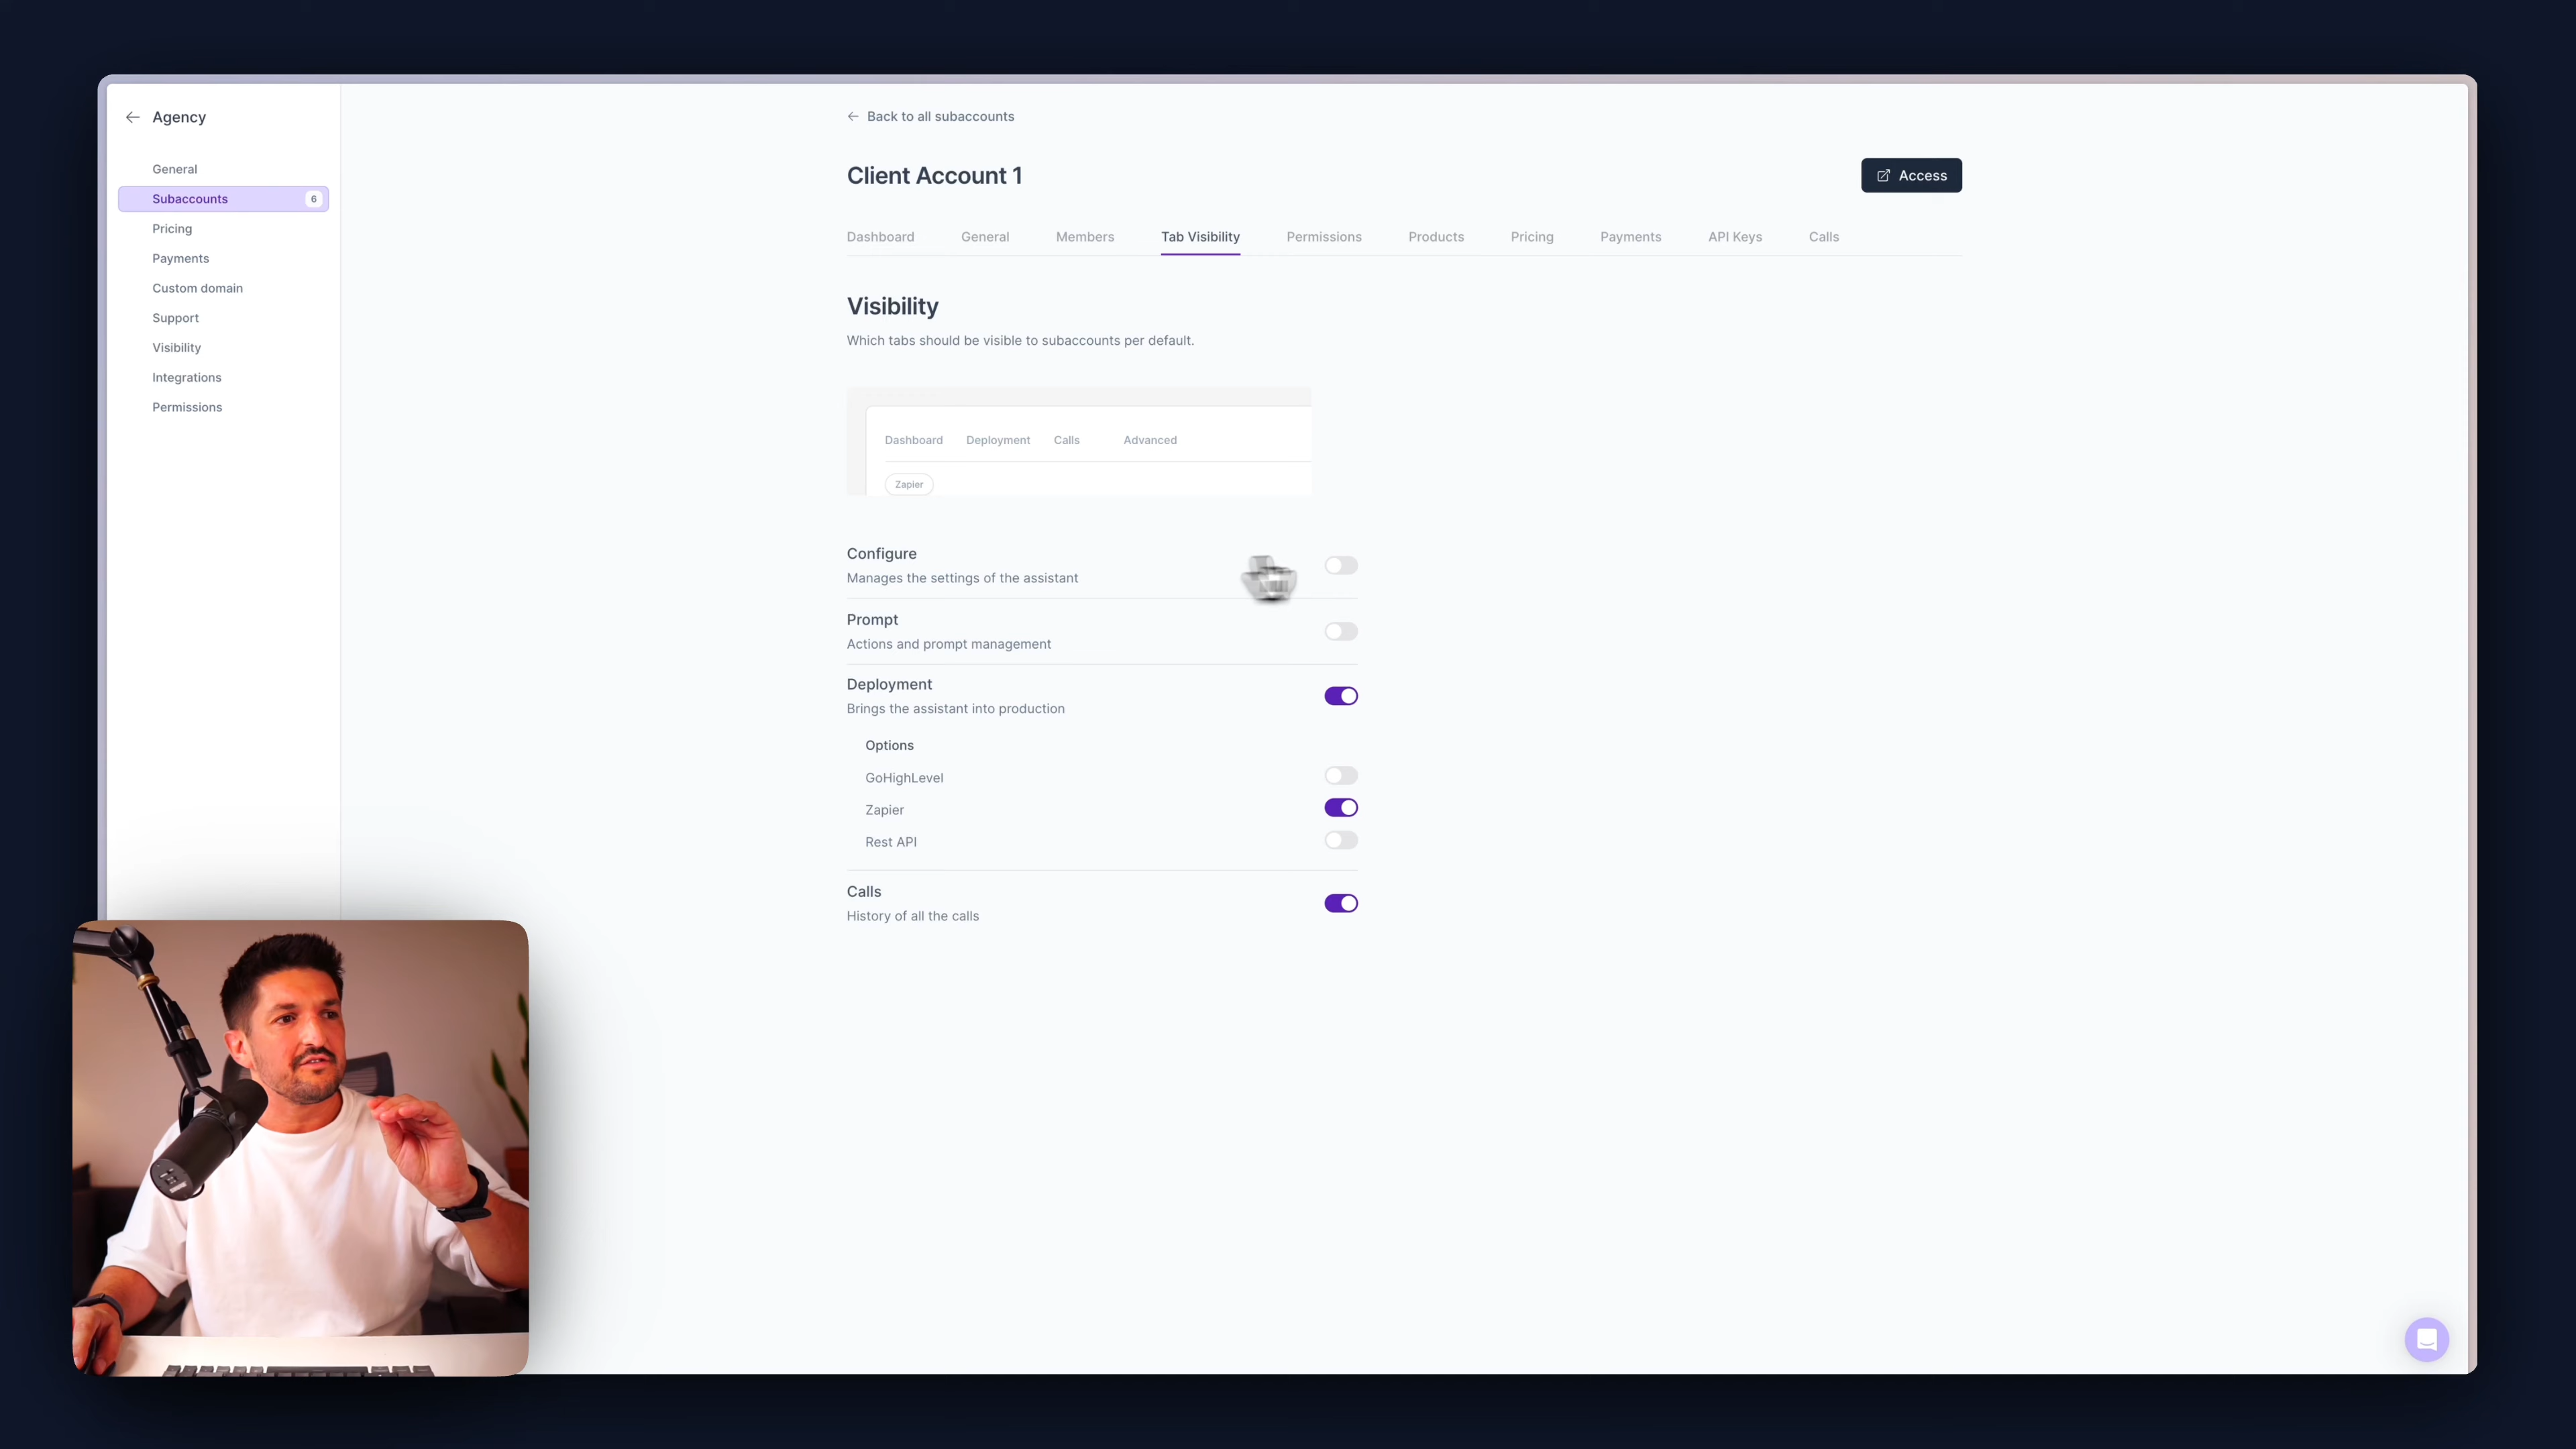 Agency
General
Subaccounts 6
Pricing
Payments
Custom domain
Support
Visibility
Integrations
Permissions
Back to all subaccounts
Client Account 1
Access
Dashboard General Members Tab Visibility Permissions Products Pricing Payments API Keys Calls
Visibility
Which tabs should be visible to subaccounts per default.
Dashboard Deployment Calls Advanced
Zapier
Configure
Manages the settings of the assistant
Prompt
Actions and prompt management
Deployment
Brings the assistant into production
Options
GoHighLevel
Zapier
Rest API
Calls
History of all the calls